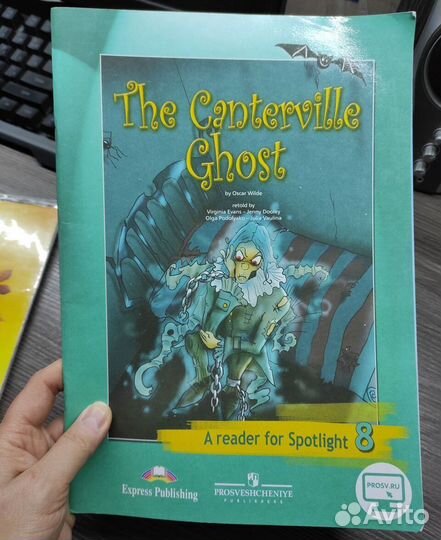 The Canterville
Ghost
by Oscar Wilde
retold by
Virginia Evans – Jenny Dooley
Olga Podolyako – Julia Vaulina
A reader for Spotlight 8
Express Publishing
PROSVESHCHENIYE
PUBLISHERS
PROSV.RU
Avito